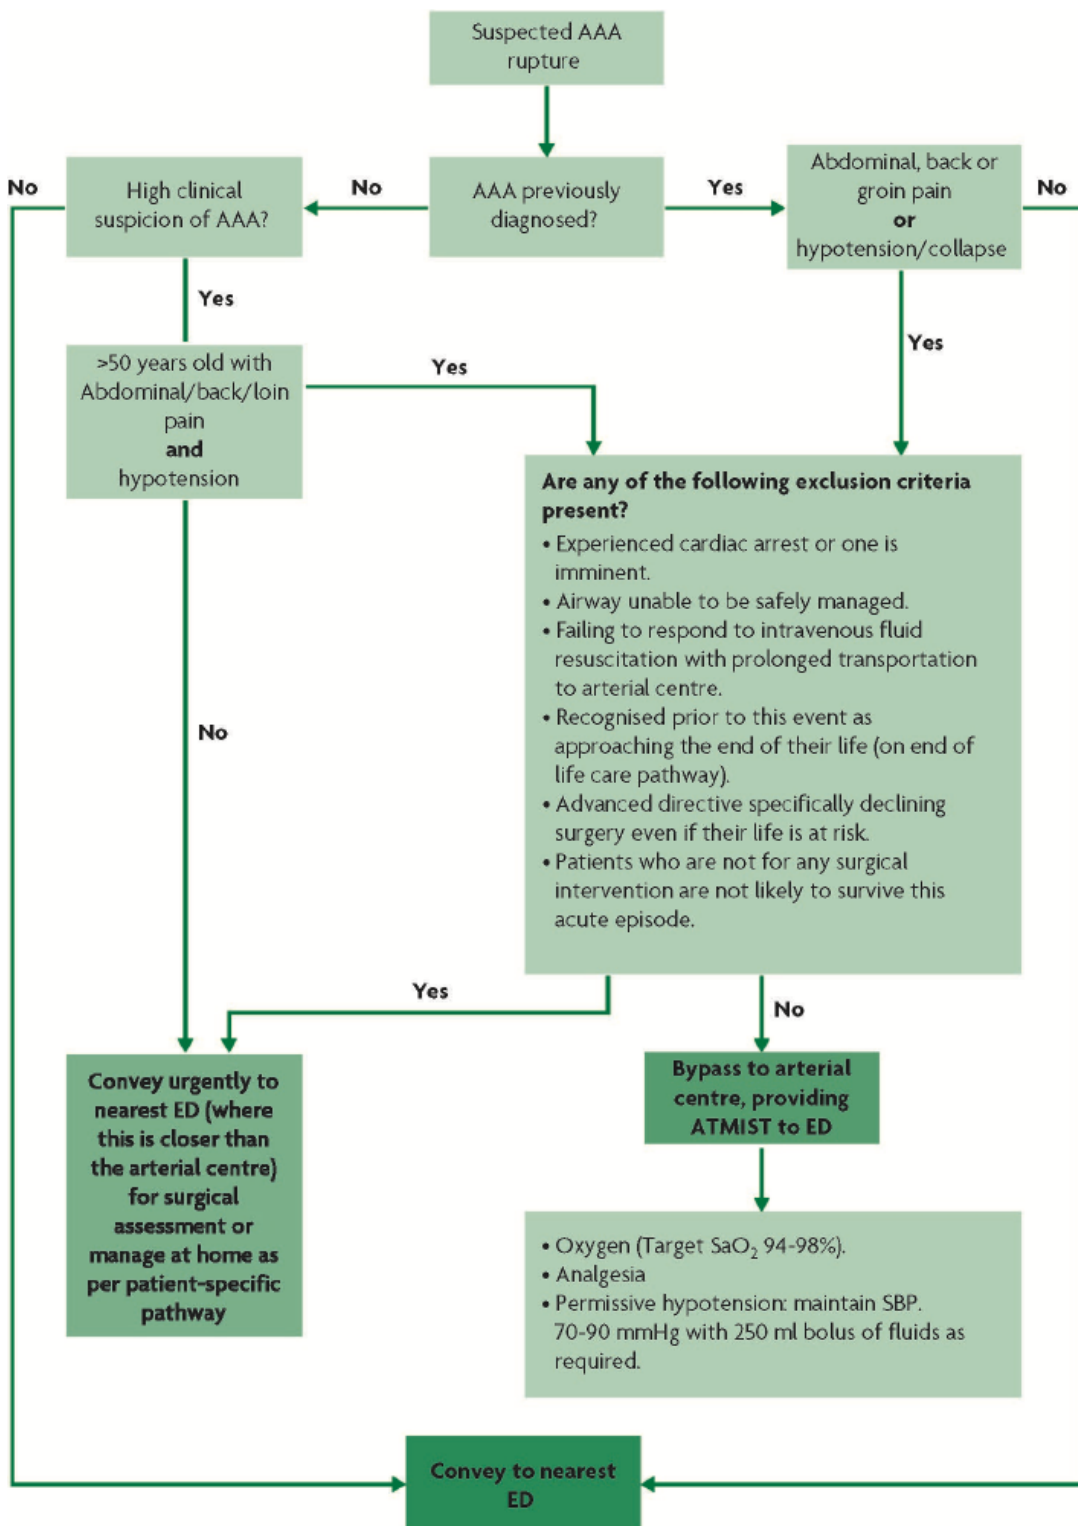 Suspected AAA
rupture
No
High clinical
suspicion of AAA?
No
AAA previously
diagnosed?
Yes
Abdominal, back or
groin pain
or
hypotension/collapse
No
Yes
>50 years old with
Abdominal/back/loin
pain
and
hypotension
Yes
Yes
No
Are any of the following exclusion criteria
present?
• Experienced cardiac arrest or one is
imminent.
• Airway unable to be safely managed.
• Failing to respond to intravenous fluid
resuscitation with prolonged transportation
to arterial centre.
• Recognised prior to this event as
approaching the end of their life (on end of
life care pathway).
• Advanced directive specifically declining
surgery even if their life is at risk.
• Patients who are not for any surgical
intervention are not likely to survive this
acute episode.
Yes
No
Convey urgently to
nearest ED (where
this is closer than
the arterial centre)
for surgical
assessment or
manage at home as
per patient-specific
pathway
Bypass to arterial
centre, providing
ATMIST to ED
• Oxygen (Target SaO₂ 94-98%).
• Analgesia
• Permissive hypotension: maintain SBP.
70-90 mmHg with 250 ml bolus of fluids as
required.
Convey to nearest
ED